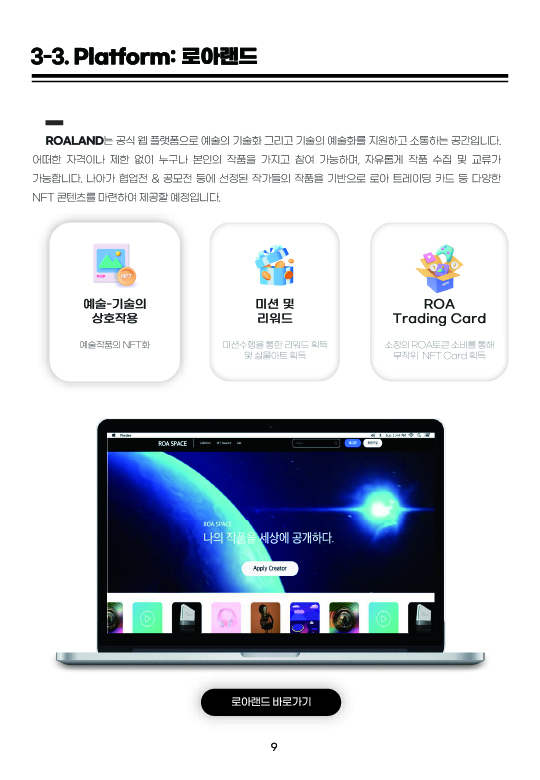 3-3. Platform: 로아랜드
ROALAND는 공식 웹 플랫폼으로 예술의 기술화 그리고 기술의 예술화를 지원하고 소통하는 공간입니다.
어떠한 자격이나 제한 없이 누구나 본인의 작품을 가지고 참여 가능하며, 자유롭게 작품 수집 및 교류가
가능합니다. 나아가 협업전 & 공모전 등에 선정된 작가들의 작품을 기반으로 로아 트레이딩 카드 등 다양한
NFT 콘텐츠를 마련하여 제공할 예정입니다.
NFT
예술-기술의
상호작용
예술작품의 NFT화
미션 및
리워드
미션수행을 통한 리워드 획득
및 실물아트 획득
ROA
Trading Card
소정의 ROA토큰 소비를 통해
무작위 NFT Card 획득
Finder
ROA SPACE
로그인
회원가입
ROA SPACE
나의 작품을 세상에 공개하다.
Apply Creator
로아랜드 바로가기
9